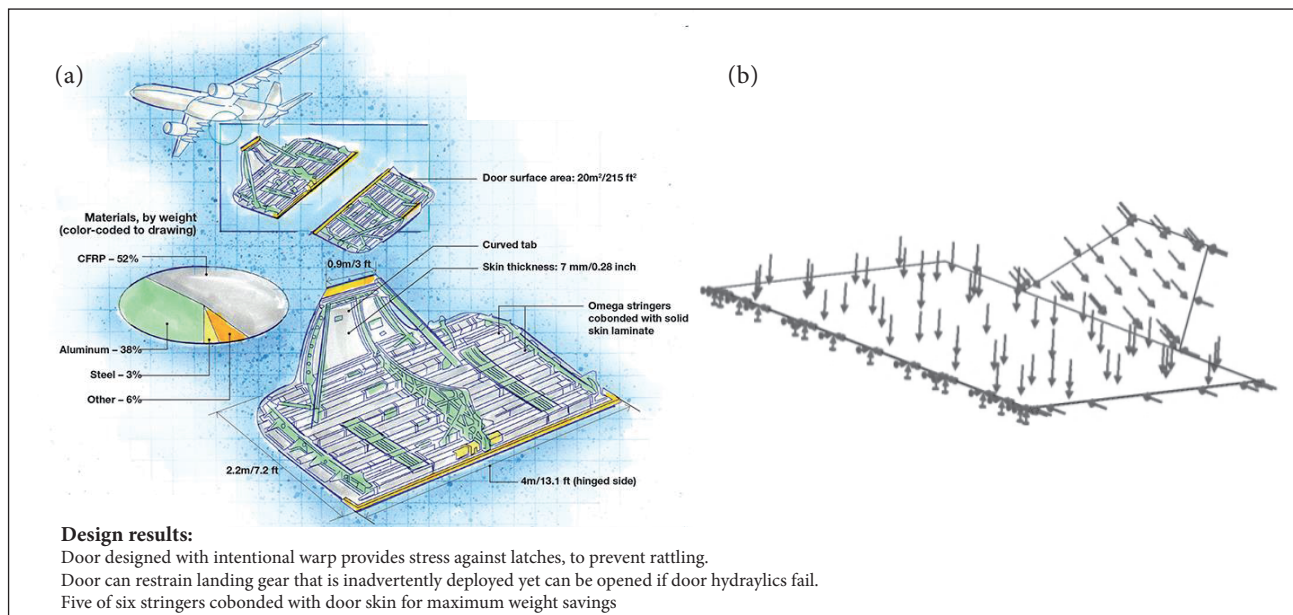 (a)
(b)
Door surface area: 20m²/215 ft²
Materials, by weight
(color-coded to drawing)
Curved tab
CFRP – 52%
0.9m/3 ft
Skin thickness: 7 mm/0.28 inch
Omega stringers
cobonded with solid
skin laminate
Aluminum – 38%
Steel – 3%
Other – 6%
2.2m/7.2 ft
4m/13.1 ft (hinged side)
Design results:
Door designed with intentional warp provides stress against latches, to prevent rattling.
Door can restrain landing gear that is inadvertently deployed yet can be opened if door hydraylics fail.
Five of six stringers cobonded with door skin for maximum weight savings